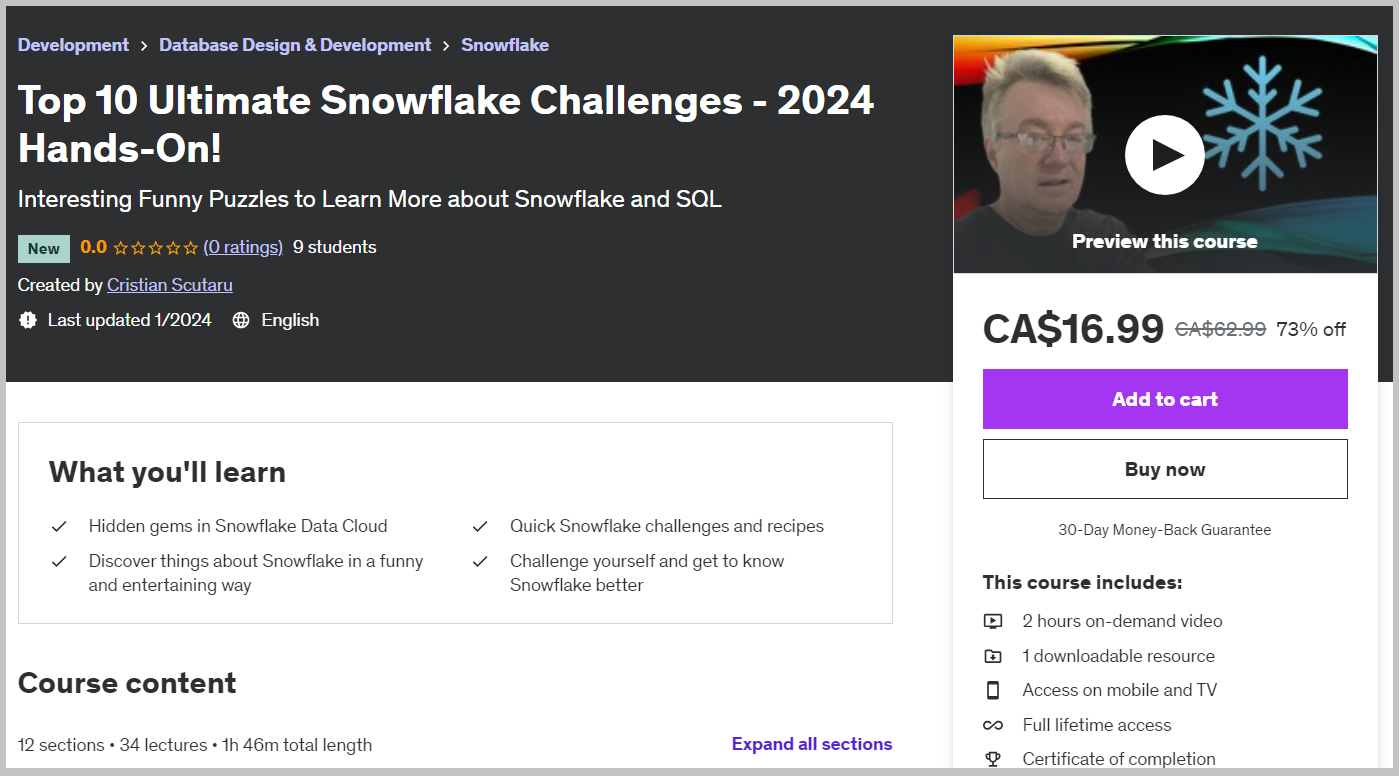 Development > Database Design & Development > Snowflake
Top 10 Ultimate Snowflake Challenges - 2024
Hands-On!
Interesting Funny Puzzles to Learn More about Snowflake and SQL
New 0.0 (0 ratings) 9 students
Created by Cristian Scutaru
Last updated 1/2024 English
Preview this course
CA$16.99 CA$62.99 73% off
Add to cart
Buy now
30-Day Money-Back Guarantee
This course includes:
2 hours on-demand video
1 downloadable resource
Access on mobile and TV
Full lifetime access
Certificate of completion
What you'll learn
Hidden gems in Snowflake Data Cloud
Discover things about Snowflake in a funny
and entertaining way
Quick Snowflake challenges and recipes
Challenge yourself and get to know
Snowflake better
Course content
12 sections • 34 lectures • 1h 46m total length
Expand all sections